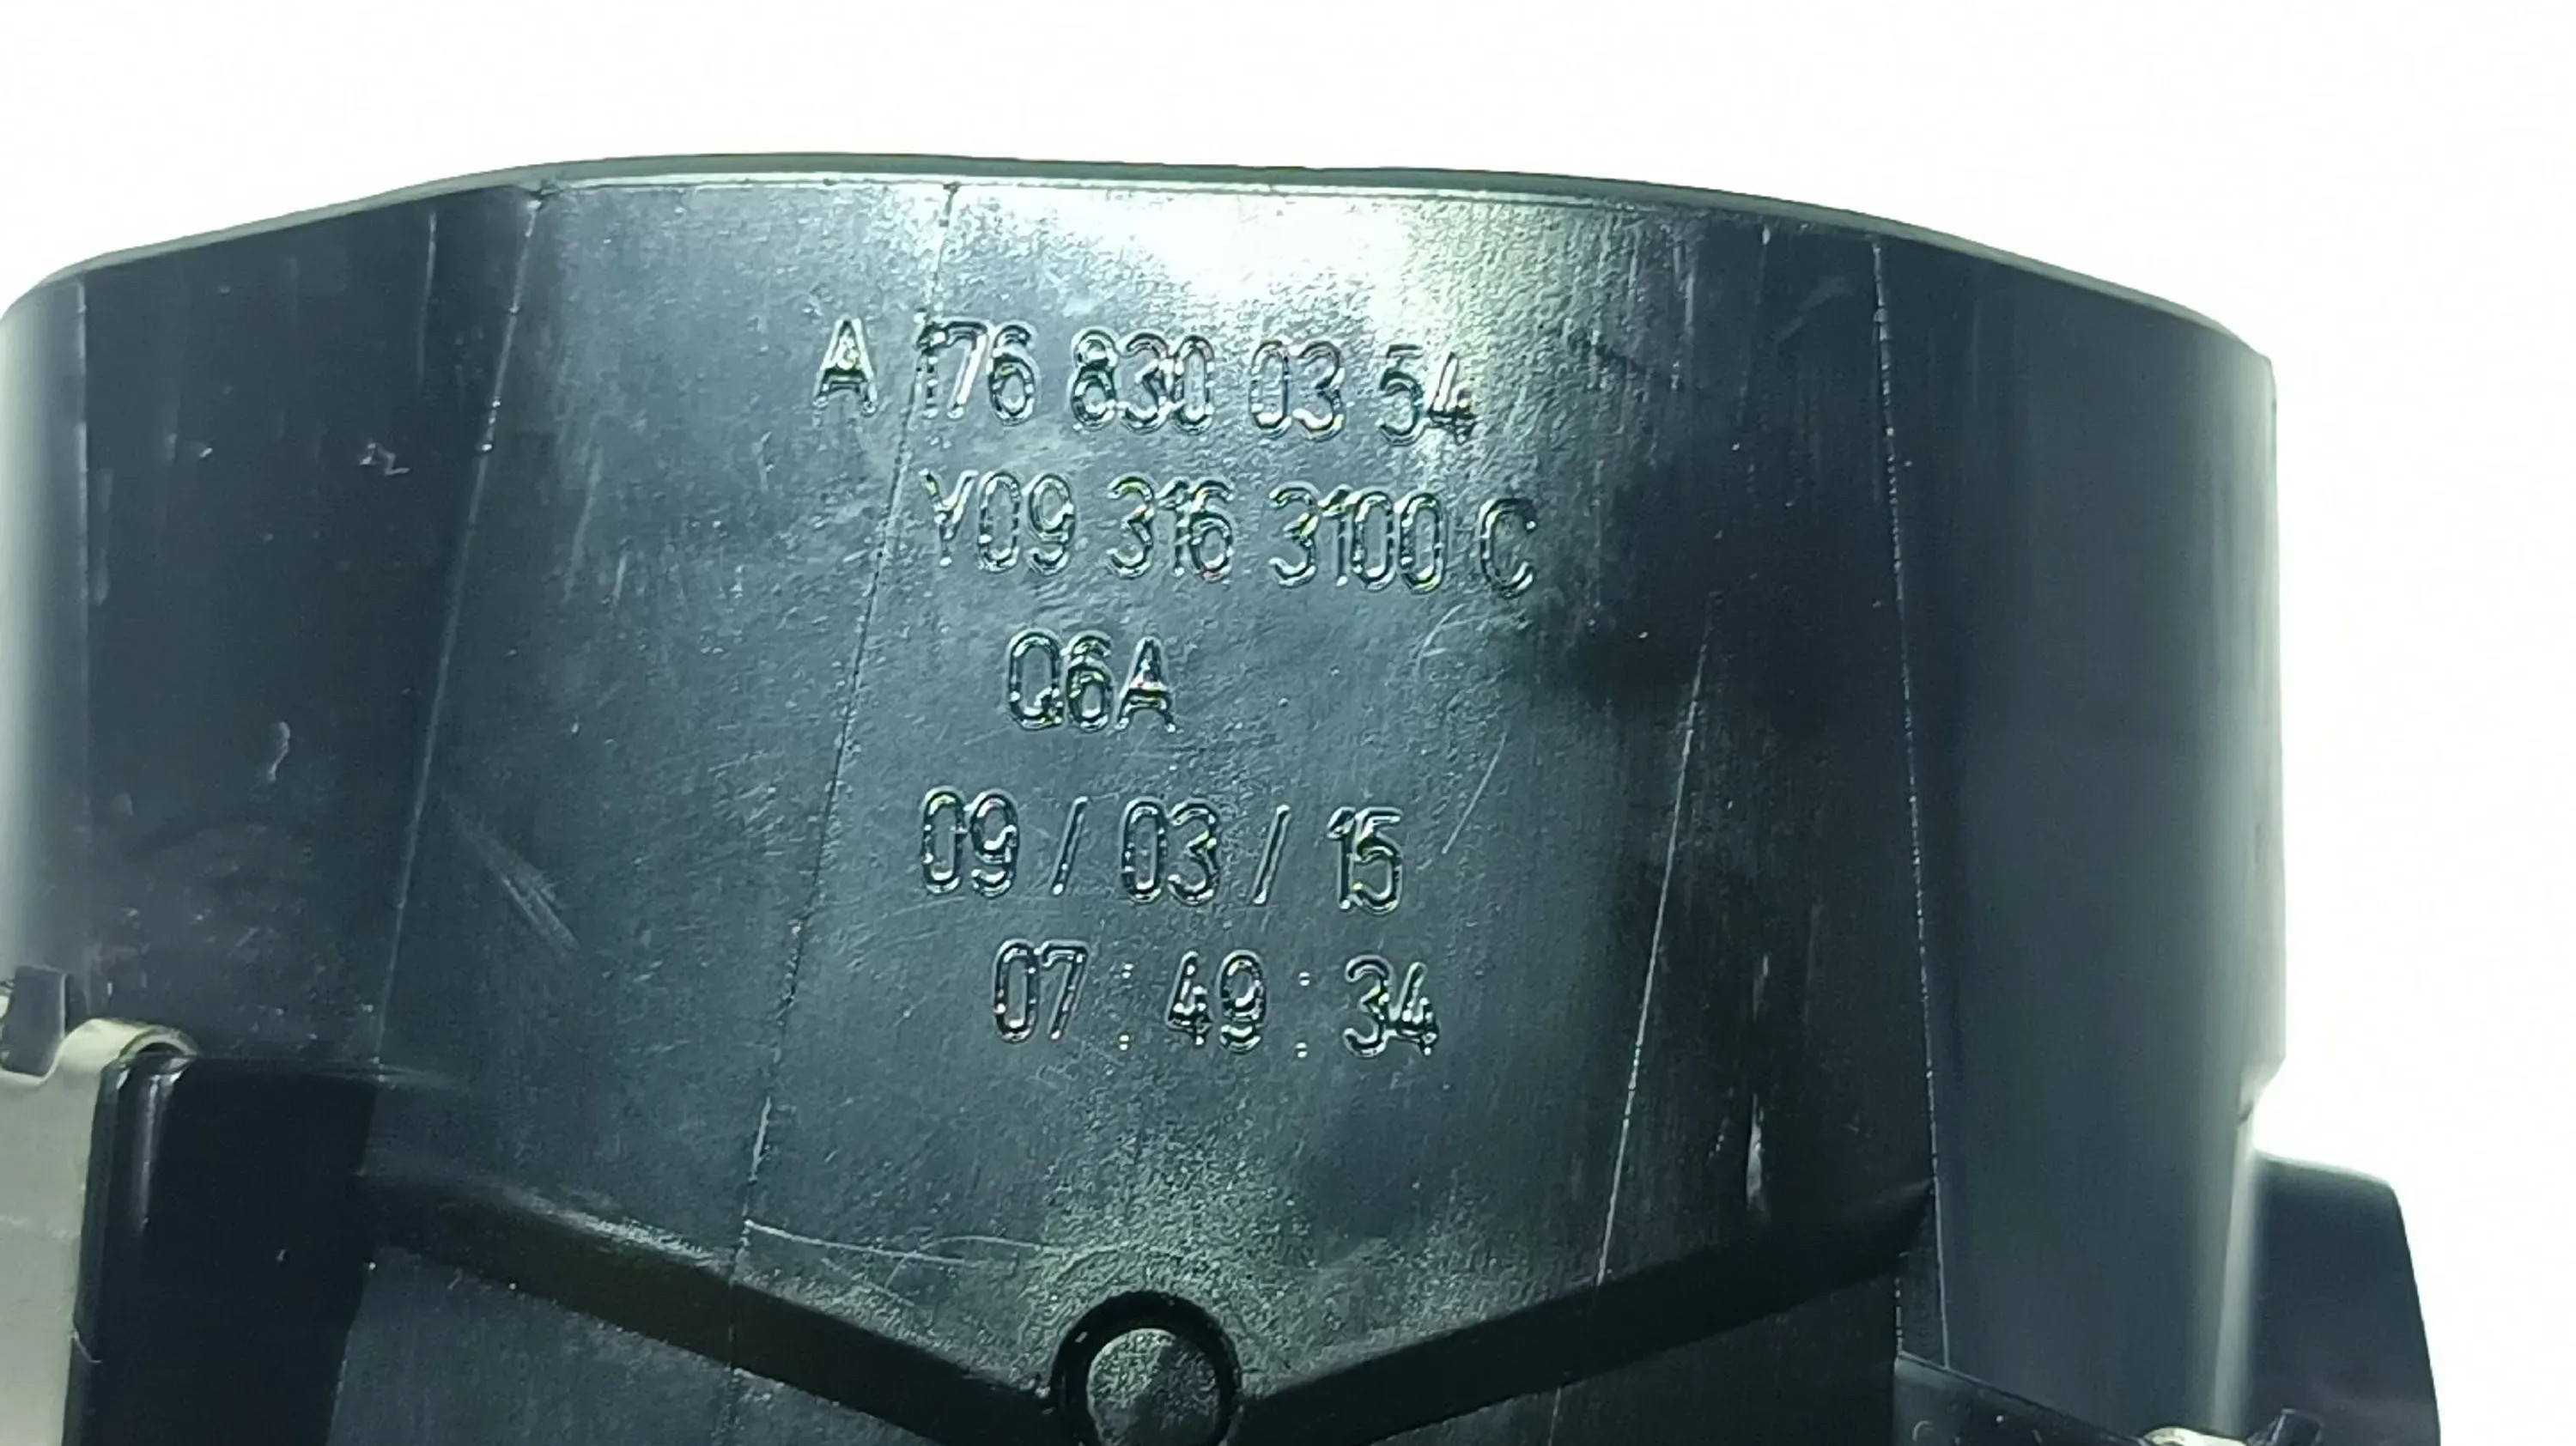 A 176 830 03 54
Y09 316 3100 C
Q6A
09 / 03 / 15
07 : 49 : 34